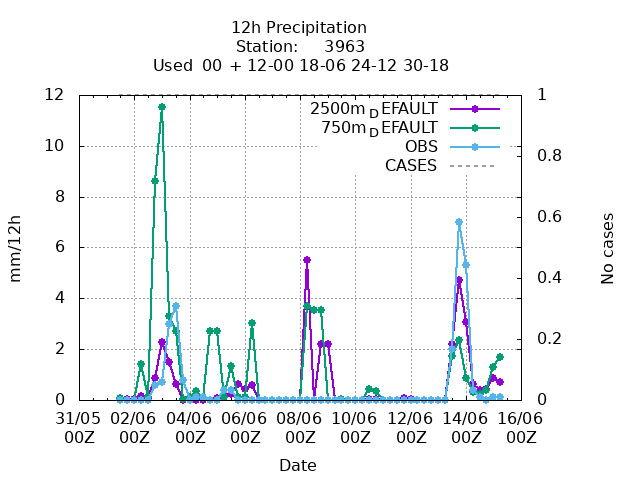 12h Precipitation
Station: 3963
Used 00 + 12-00 18-06 24-12 30-18
2500m_DEFAULT
750m_DEFAULT
OBS
CASES
mm/12h
12
10
8
6
4
2
0
No cases
1
0.8
0.6
0.4
0.2
0
31/05 02/06 04/06 06/06 08/06 10/06 12/06 14/06 16/06
00Z 00Z 00Z 00Z 00Z 00Z 00Z 00Z 00Z
Date